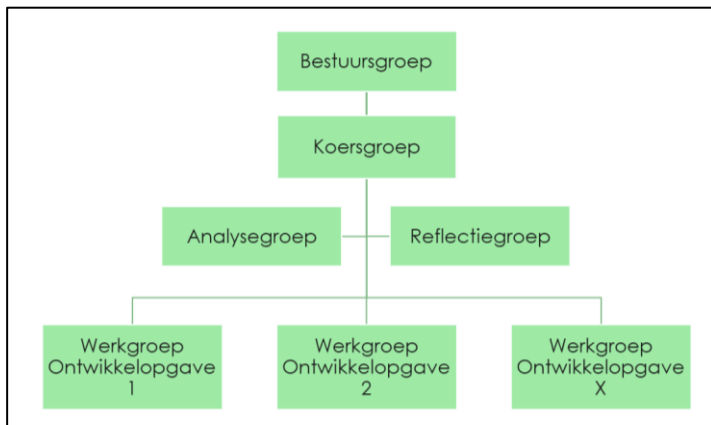 Bestuursgroep
Koersgroep
Analysegroep
Reflectiegroep
Werkgroep
Ontwikkelopgave
1
Werkgroep
Ontwikkelopgave
2
Werkgroep
Ontwikkelopgave
X